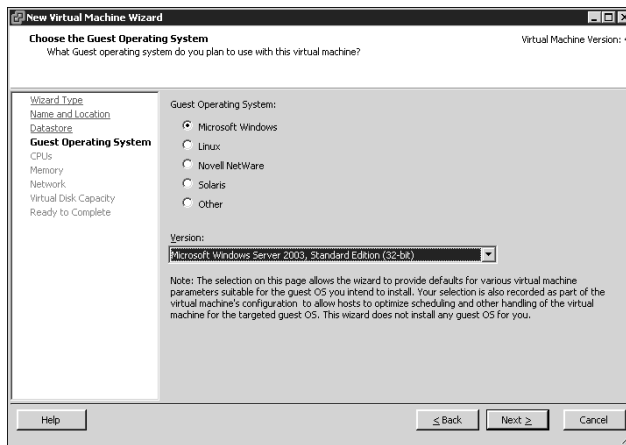 New Virtual Machine Wizard
Choose the Guest Operating System
What Guest operating system do you plan to use with this virtual machine?
Virtual Machine Version:
Wizard Type
Name and Location
Datastore
Guest Operating System
CPUs
Memory
Network
Virtual Disk Capacity
Ready to Complete
Guest Operating System:
Microsoft Windows
Linux
Novell NetWare
Solaris
Other
Version:
Microsoft Windows Server 2003, Standard Edition (32-bit)
Note: The selection on this page allows the wizard to provide defaults for various virtual machine
parameters suitable for the guest OS you intend to install. Your selection is also recorded as part of the
virtual machine's configuration to allow hosts to optimize scheduling and other handling of the virtual
machine for the targeted guest OS. This wizard does not install any guest OS for you.
Help
< Back
Next >
Cancel